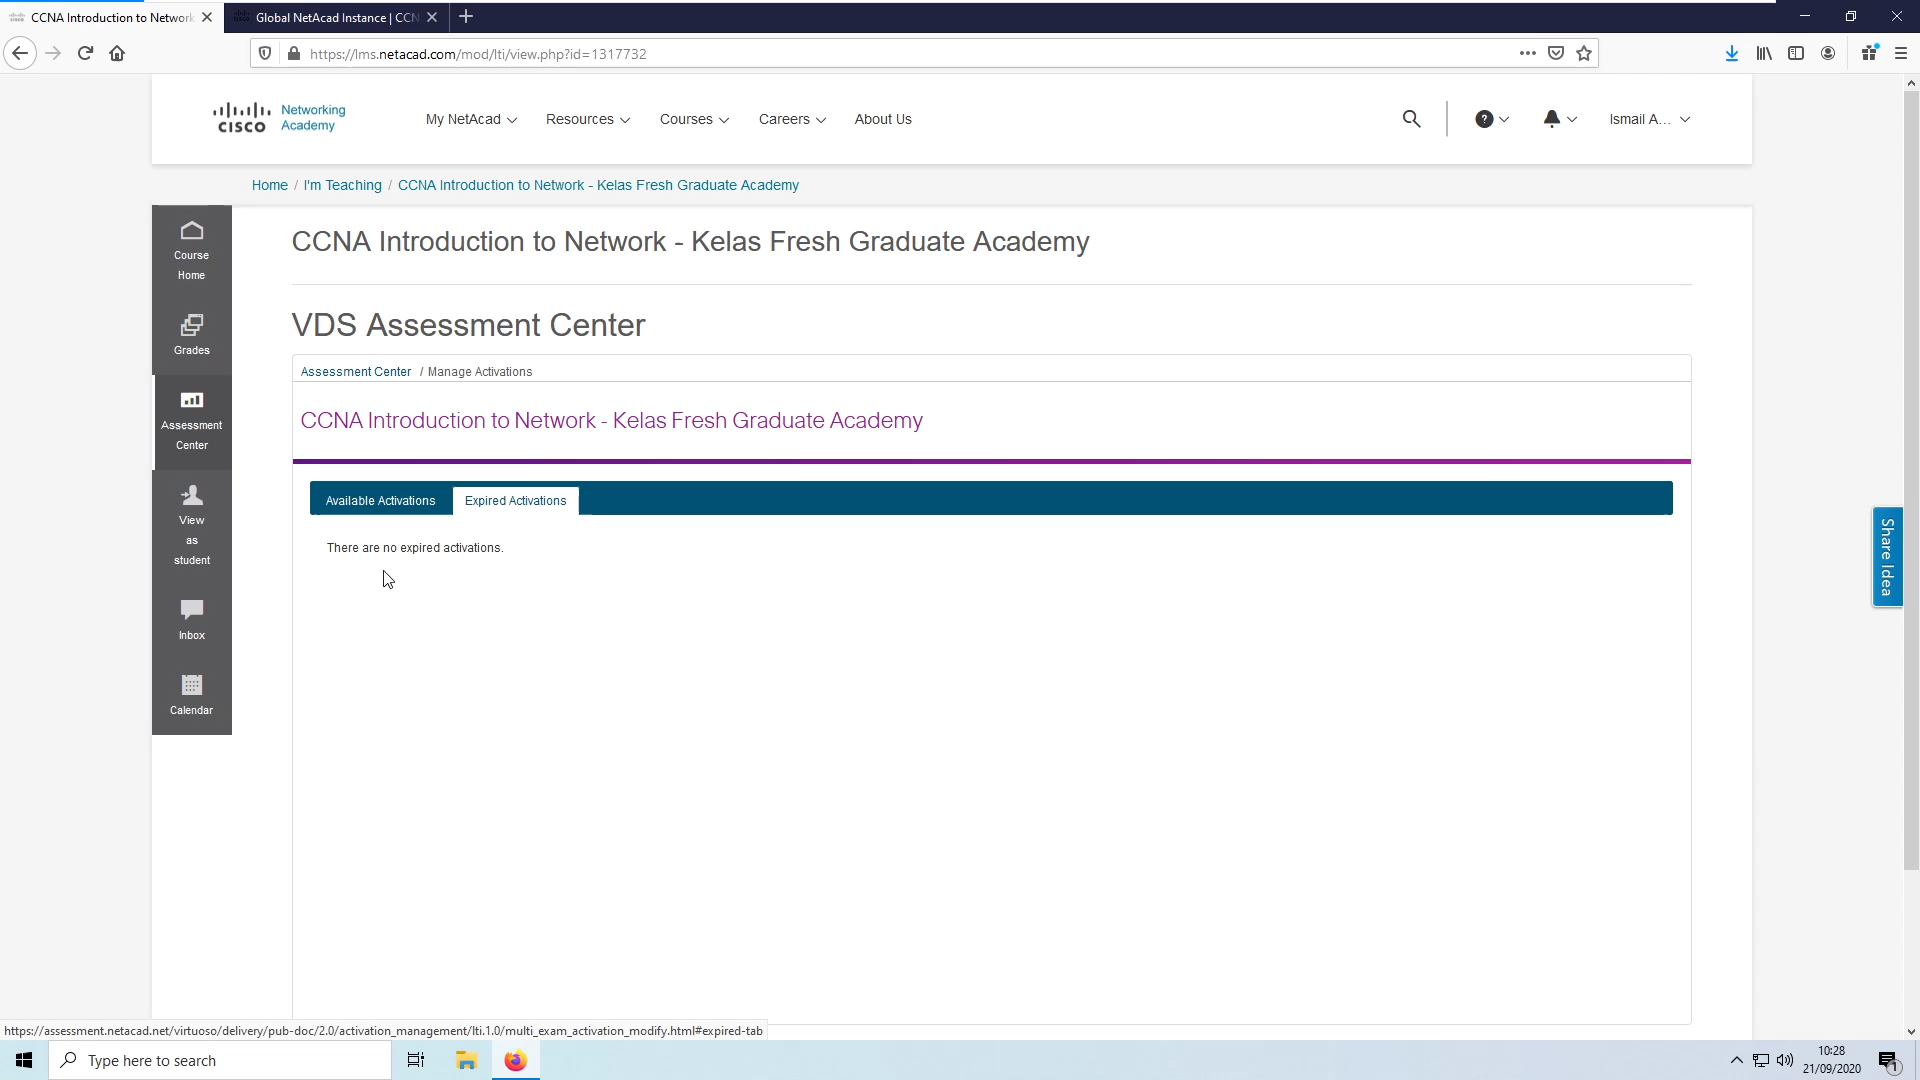 CCNA Introduction to Network
Global NetAcad Instance | CCN
https://lms.netacad.com/mod/lti/view.php?id=1317732
CISCO
Networking
Academy
My NetAcad
Resources
Courses
Careers
About Us
?
Ismail A...
Home / I'm Teaching / CCNA Introduction to Network - Kelas Fresh Graduate Academy
Course
Home
Grades
Assessment
Center
View
as
student
Inbox
Calendar
CCNA Introduction to Network - Kelas Fresh Graduate Academy
VDS Assessment Center
Assessment Center / Manage Activations
CCNA Introduction to Network - Kelas Fresh Graduate Academy
Available Activations
Expired Activations
There are no expired activations.
Share Idea
https://assessment.netacad.net/virtuoso/delivery/pub-doc/2.0/activation_management/lti.1.0/multi_exam_activation_modify.html#expired-tab
Type here to search
10:28
21/09/2020
1